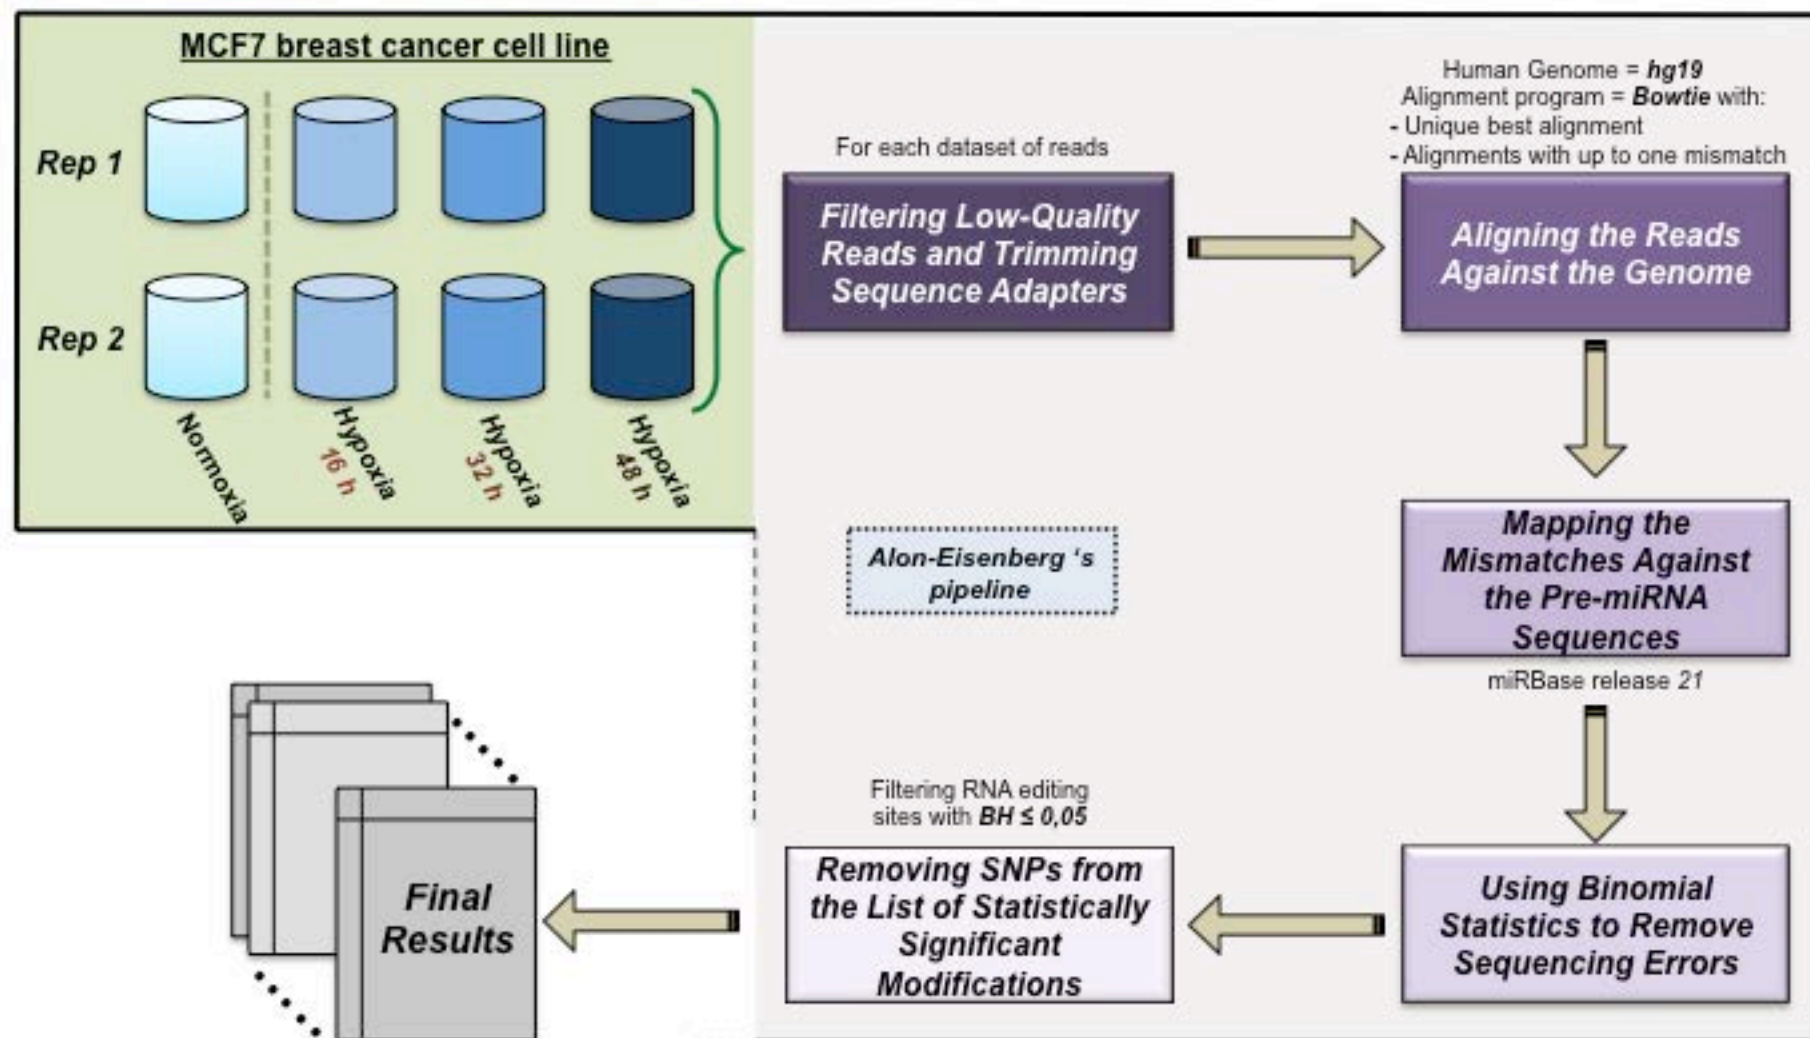 MCF7 breast cancer cell line
Rep 1
Rep 2
Normoxia
Hypoxia
16 h
Hypoxia
32 h
Hypoxia
48 h
For each dataset of reads
Filtering Low-Quality
Reads and Trimming
Sequence Adapters
Human Genome = hg19
Alignment program = Bowtie with:
- Unique best alignment
- Alignments with up to one mismatch
Aligning the Reads
Against the Genome
Mapping the
Mismatches Against
the Pre-miRNA
Sequences
miRBase release 21
Alon-Eisenberg ‘s
pipeline
Using Binomial
Statistics to Remove
Sequencing Errors
Filtering RNA editing
sites with BH ≤ 0,05
Removing SNPs from
the List of Statistically
Significant
Modifications
Final
Results